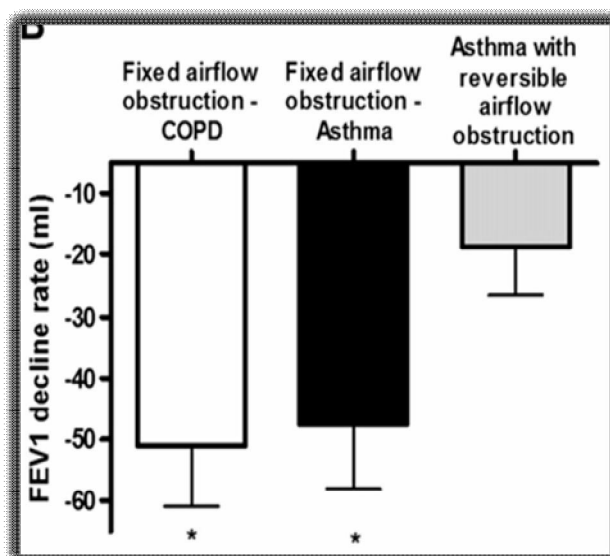 B
Fixed airflow
obstruction -
COPD
Fixed airflow
obstruction -
Asthma
Asthma with
reversible
airflow
obstruction
FEV1 decline rate (ml)
-10
-20
-30
-40
-50
-60
*
*